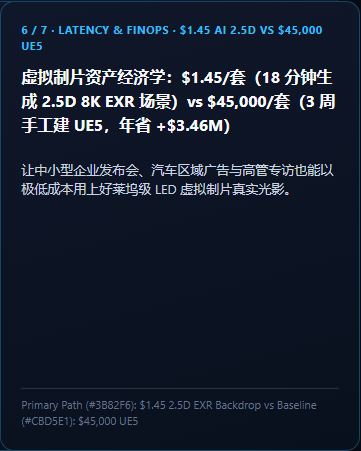 6 / 7 · LATENCY & FINOPS · $1.45 AI 2.5D VS $45,000
UE5
虚拟制片资产经济学：$1.45/套（18 分钟生
成 2.5D 8K EXR 场景）vs $45,000/套（3 周
手工建 UE5，年省 +$3.46M）
让中小型企业发布会、汽车区域广告与高管专访也能以
极低成本用上好莱坞级 LED 虚拟制片真实光影。
Primary Path (#3B82F6): $1.45 2.5D EXR Backdrop vs Baseline
(#CBD5E1): $45,000 UE5